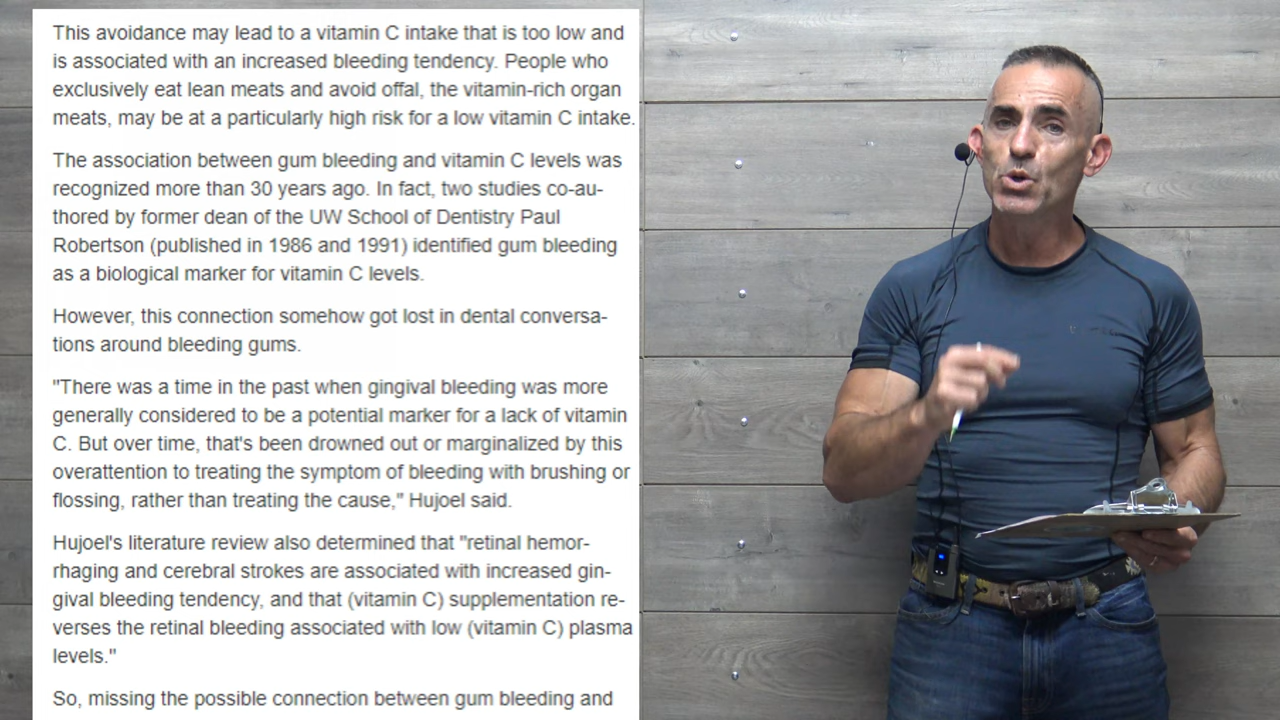 This avoidance may lead to a vitamin C intake that is too low and
is associated with an increased bleeding tendency. People who
exclusively eat lean meats and avoid offal, the vitamin-rich organ
meats, may be at a particularly high risk for a low vitamin C intake.
The association between gum bleeding and vitamin C levels was
recognized more than 30 years ago. In fact, two studies co-au-
thored by former dean of the UW School of Dentistry Paul
Robertson (published in 1986 and 1991) identified gum bleeding
as a biological marker for vitamin C levels.
However, this connection somehow got lost in dental conversa-
tions around bleeding gums.
"There was a time in the past when gingival bleeding was more
generally considered to be a potential marker for a lack of vitamin
C. But over time, that's been drowned out or marginalized by this
overattention to treating the symptom of bleeding with brushing or
flossing, rather than treating the cause," Hujoel said.
Hujoel's literature review also determined that "retinal hemor-
rhaging and cerebral strokes are associated with increased gin-
gival bleeding tendency, and that (vitamin C) supplementation re-
verses the retinal bleeding associated with low (vitamin C) plasma
levels."
So, missing the possible connection between gum bleeding and